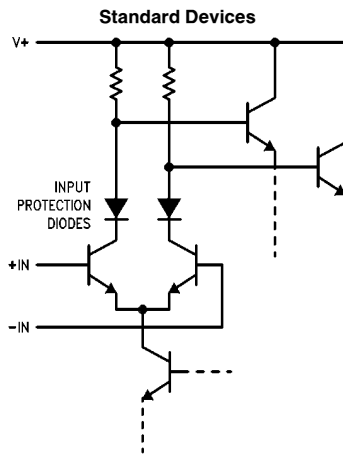 Standard Devices
V+
INPUT
PROTECTION
DIODES
+IN
−IN